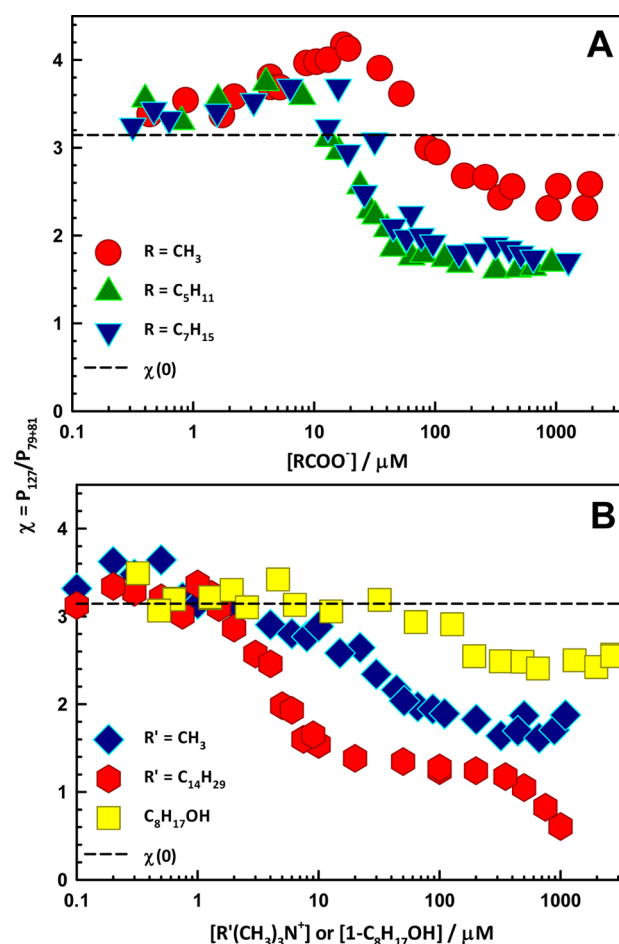 A
4
3
2
1
0
R = CH₃
R = C₅H₁₁
R = C₇H₁₅
χ(0)
0.1 1 10 100 1000
[RCOO⁻] / μM
χ = P₁₂₇/P₇₉₊₈₁
B
4
3
2
1
0
R' = CH₃
R' = C₁₄H₂₉
C₈H₁₇OH
χ(0)
0.1 1 10 100 1000
[R'(CH₃)₃N⁺] or [1-C₈H₁₇OH] / μM